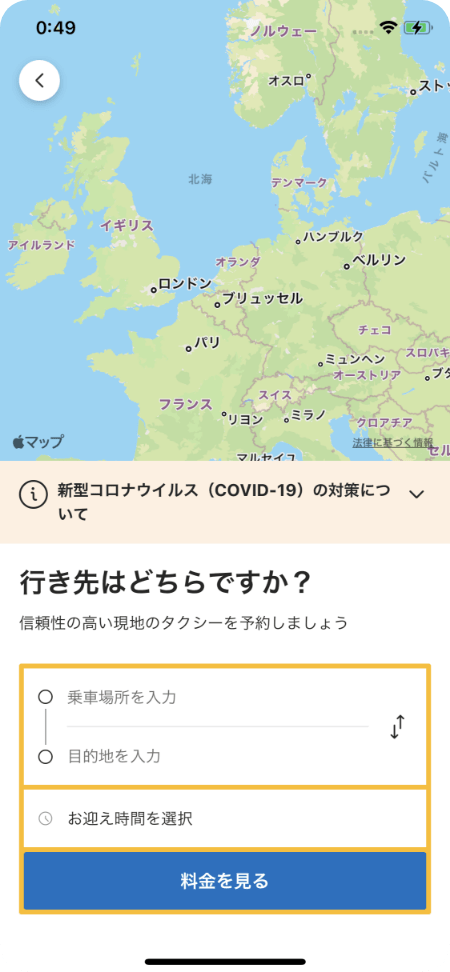 0:49
ノルウェー
オスロ
ストッ
バルト海
北海
デンマーク
イギリス
アイルランド
ハンブルク
オランダ
ベルリン
ロンドン
ブリュッセル
チェコ
パリ
スロバキ
ミュンヘン
オーストリア
ブダ
スイス
フランス
リヨン
ミラノ
クロアチア
マップ
法律に基づく情報
セル
マルセイユ
新型コロナウイルス（COVID-19）の対策につ
いて
行き先はどちらですか？
信頼性の高い現地のタクシーを予約しましょう
乗車場所を入力
目的地を入力
お迎え時間を選択
料金を見る